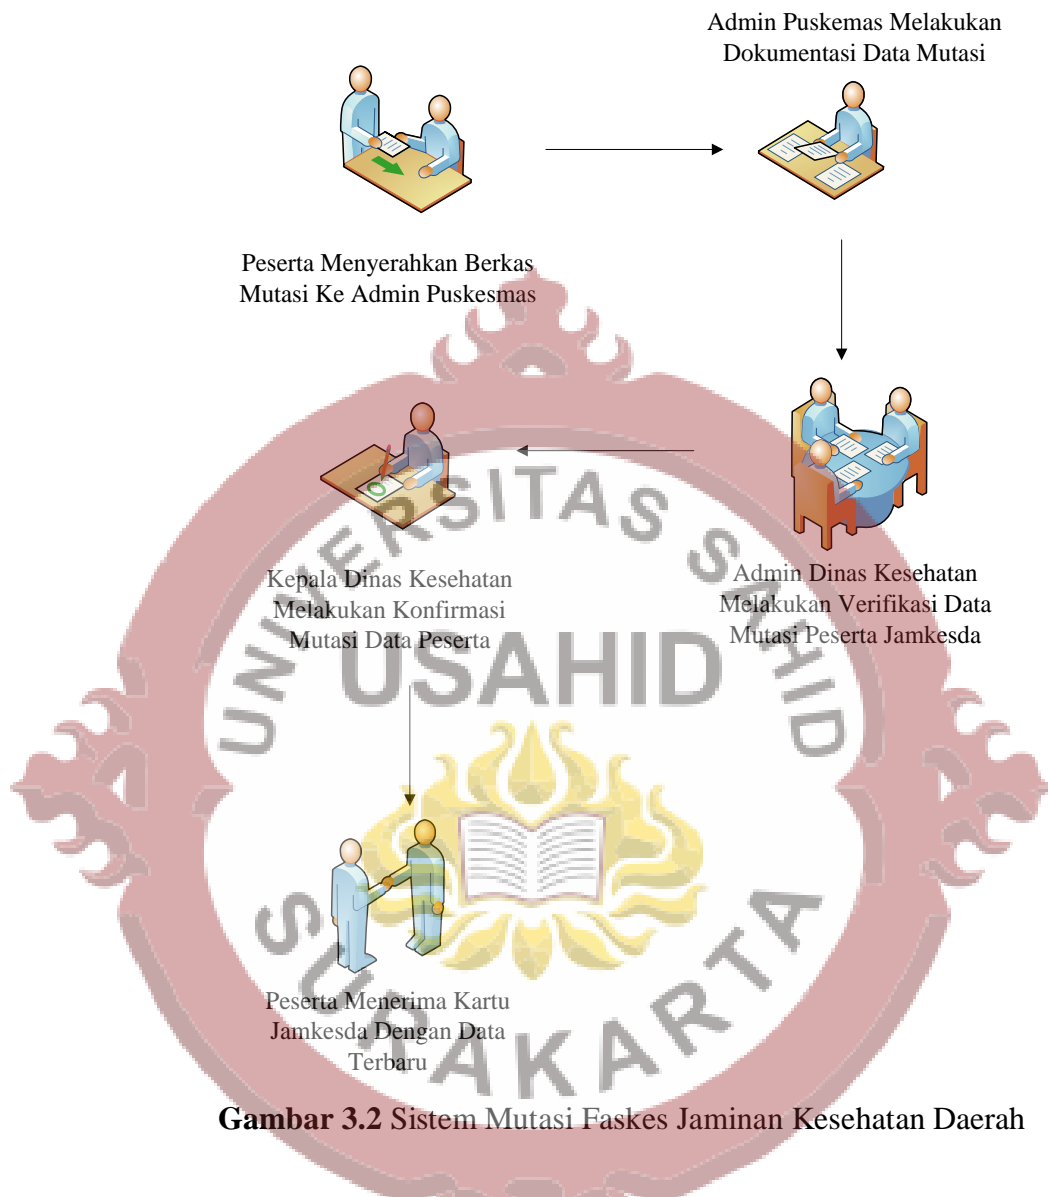 Admin Puskemas Melakukan
Dokumentasi Data Mutasi
Peserta Menyerahkan Berkas
Mutasi Ke Admin Puskesmas
Admin Dinas Kesehatan
Melakukan Verifikasi Data
Mutasi Peserta Jamkesda
Kepala Dinas Kesehatan
Melakukan Konfirmasi
Mutasi Data Peserta
Peserta Menerima Kartu
Jamkesda Dengan Data
Terbaru
UNIVERSITAS SAHID
USAHID
SURAKARTA
Gambar 3.2 Sistem Mutasi Faskes Jaminan Kesehatan Daerah